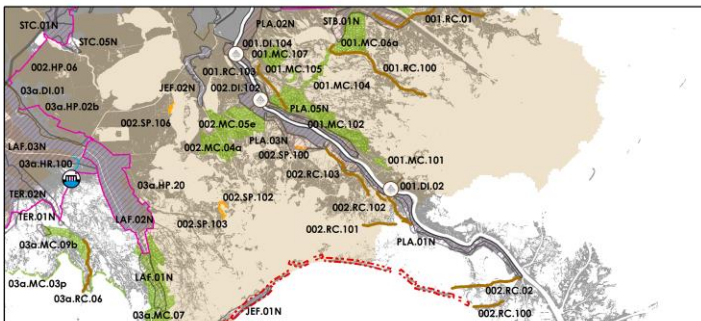 PLA.02N
STB.01N
001.RC.01
STC.01N
001.DI.104
001.MC.06a
STC.05N
001.MC.107
001.RC.100
002.HP.06
001.RC.103
001.MC.105
03a.DI.01
JEF.02N
002.DI.102
001.MC.104
03a.HP.02b
PLA.05N
002.SP.106
002.MC.05e
001.MC.102
LAF.03N
PLA.03N
002.MC.04a
002.SP.100
03a.HR.100
001.MC.101
002.RC.103
TER.02N
03a.HP.20
001.DI.02
002.SP.102
002.RC.102
TER.01N
LAF.02N
002.SP.103
002.RC.101
03a.MC.09b
PLA.01N
LAF.01N
03a.MC.03p
002.RC.02
03a.RC.06
03a.MC.07
JEF.01N
002.RC.100